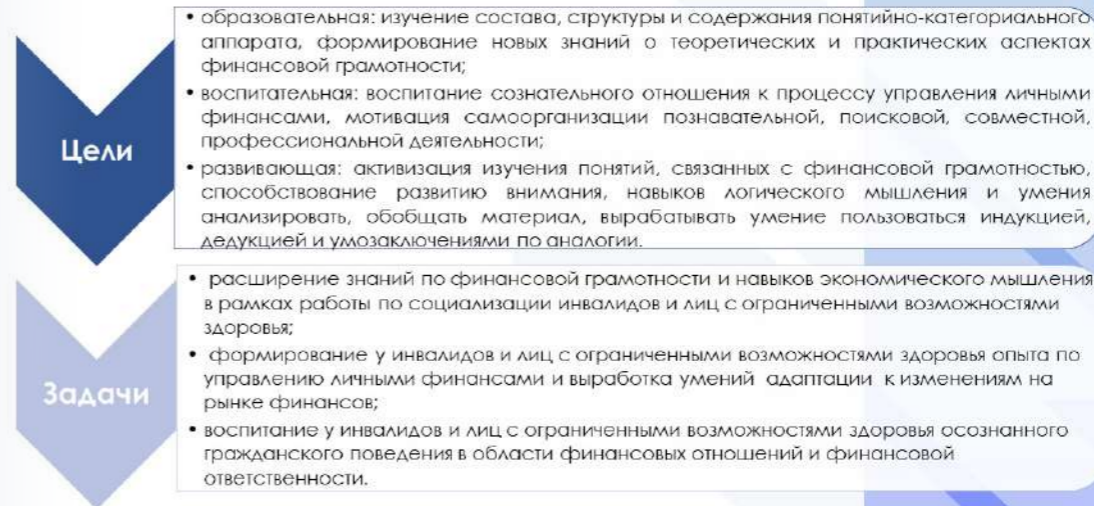 Цели
• образовательная: изучение состава, структуры и содержания понятийно-категориального
аппарата, формирование новых знаний о теоретических и практических аспектах
финансовой грамотности;
• воспитательная: воспитание сознательного отношения к процессу управления личными
финансами, мотивация самоорганизации познавательной, поисковой, совместной,
профессиональной деятельности;
• развивающая: активизация изучения понятий, связанных с финансовой грамотностью,
способствование развитию внимания, навыков логического мышления и умения
анализировать, обобщать материал, вырабатывать умение пользоваться индукцией,
дедукцией и умозаключениями по аналогии.
Задачи
• расширение знаний по финансовой грамотности и навыков экономического мышления
в рамках работы по социализации инвалидов и лиц с ограниченными возможностями
здоровья;
• формирование у инвалидов и лиц с ограниченными возможностями здоровья опыта по
управлению личными финансами и выработка умений адаптации к изменениям на
рынке финансов;
• воспитание у инвалидов и лиц с ограниченными возможностями здоровья осознанного
гражданского поведения в области финансовых отношений и финансовой
ответственности.